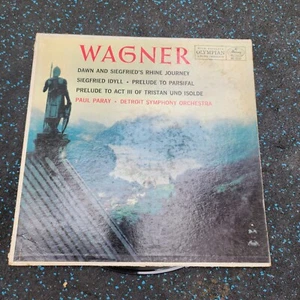 WAGNER
DAWN AND SIEGFRIED'S RHINE JOURNEY
SIEGFRIED IDYLL • PRELUDE TO PARSIFAL
PRELUDE TO ACT III OF TRISTAN UND ISOLDE
PAUL PARAY • DETROIT SYMPHONY ORCHESTRA
OLYMPIAN